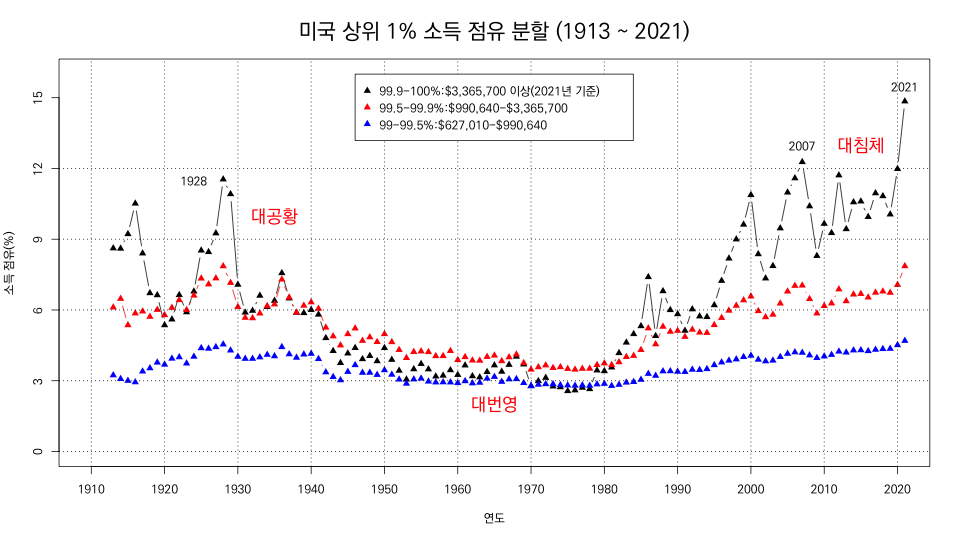 미국 상위 1% 소득 점유 분할 (1913 ~ 2021)
99.9-100%:$3,365,700 이상(2021년 기준)
99.5-99.9%:$990,640-$3,365,700
99-99.5%:$627,010-$990,640
2021
2007
대침체
1928
대공황
대번영
소득 점유(%)
15
12
9
6
3
0
1910 1920 1930 1940 1950 1960 1970 1980 1990 2000 2010 2020
연도